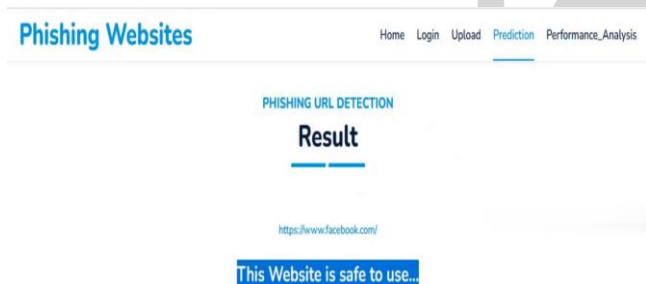 Phishing Websites
Home Login Upload Prediction Performance_Analysis
PHISHING URL DETECTION
Result
https://www.facebook.com/
This Website is safe to use...